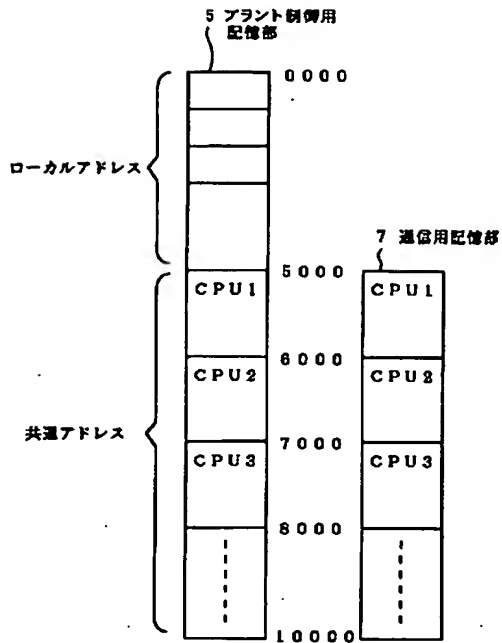 5 プラント制御用
記憶部
0000
ローカルアドレス
7 通信用記憶部
5000
CPU1
CPU1
6000
CPU2
CPU2
共通アドレス
7000
CPU3
CPU3
8000
10000